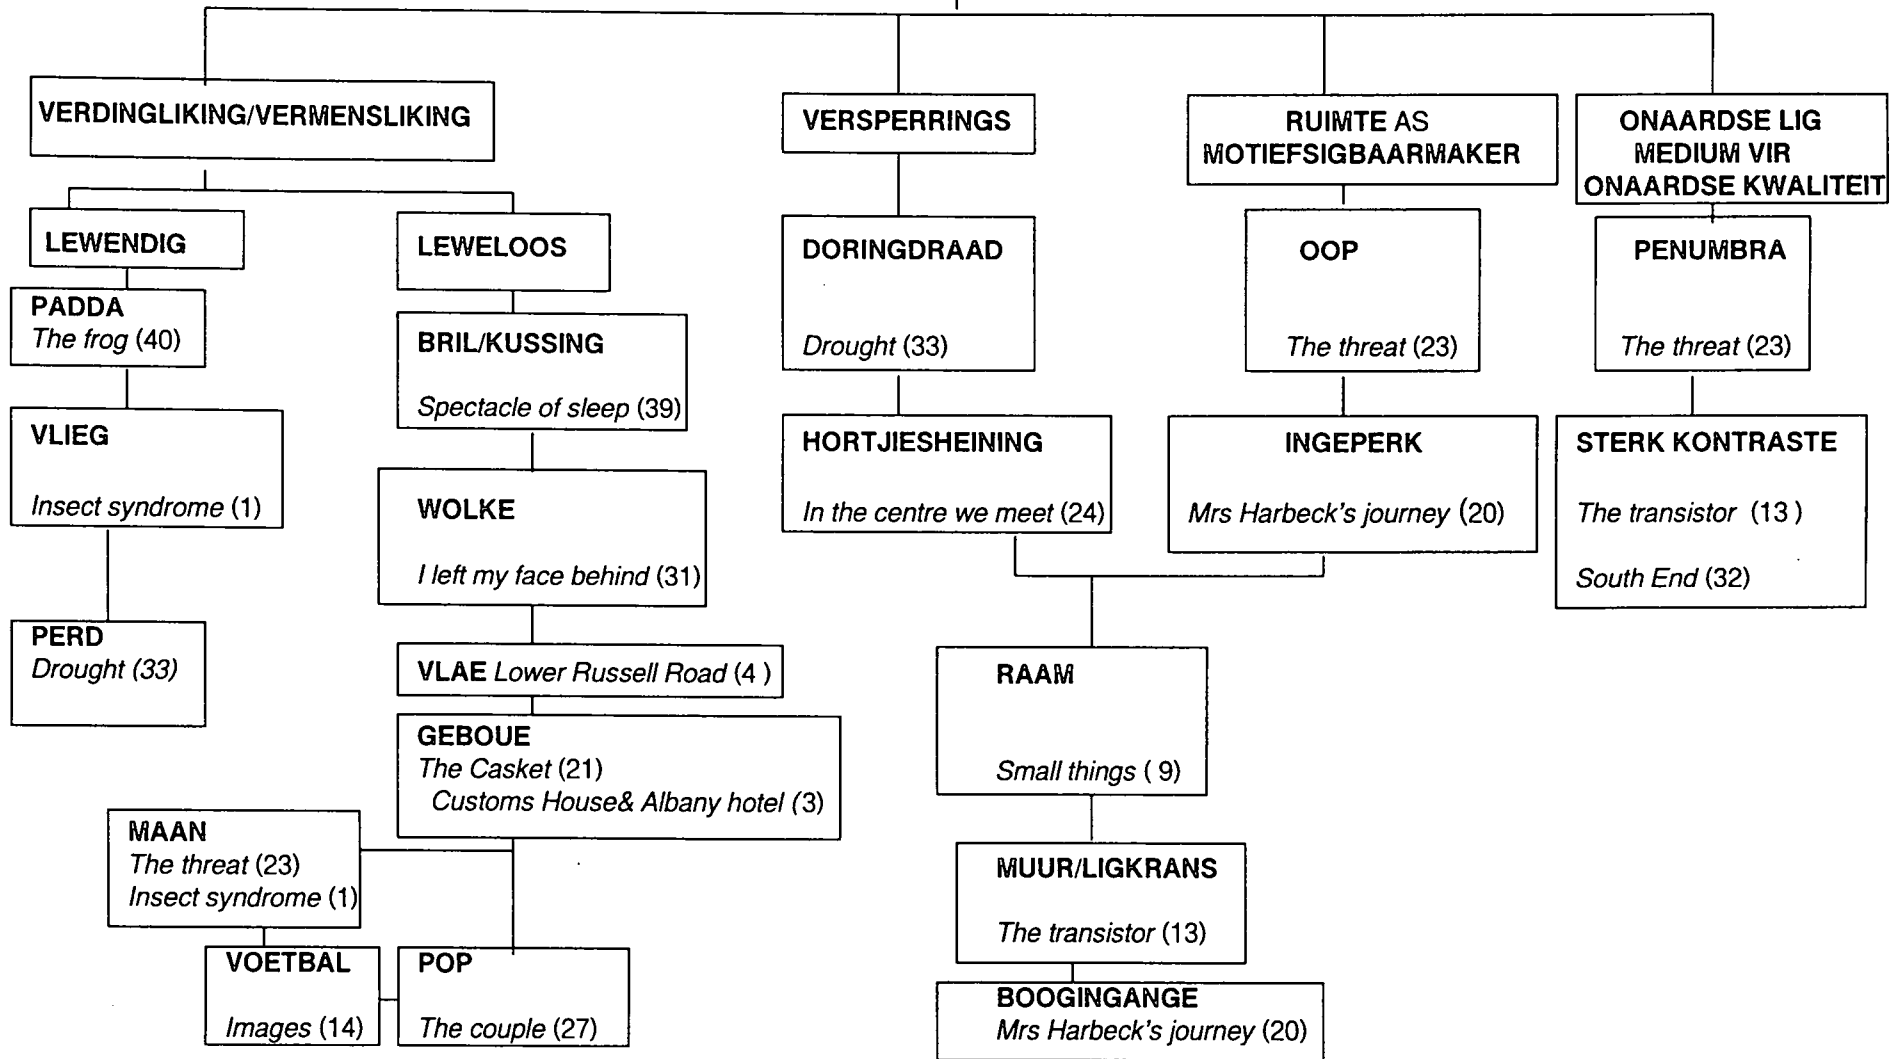 VERDINGLIKING/VERMENSLIKING
LEWENDIG
PADDA
The frog (40)
VLIEG
Insect syndrome (1)
PERD
Drought (33)
LEWELOOS
BRIL/KUSSING
Spectacle of sleep (39)
WOLKE
I left my face behind (31)
VLAE Lower Russell Road (4 )
GEBOUE
The Casket (21)
Customs House& Albany hotel (3)
MAAN
The threat (23)
Insect syndrome (1)
VOETBAL
Images (14)
POP
The couple (27)
VERSPERRINGS
DORINGDRAAD
Drought (33)
HORTJIESHEINING
In the centre we meet (24)
RUIMTE AS
MOTIEFSIGBAARMAKER
OOP
The threat (23)
INGEPERK
Mrs Harbeck's journey (20)
RAAM
Small things ( 9)
MUUR/LIGKRANS
The transistor (13)
BOOGINGANGE
Mrs Harbeck's journey (20)
ONAARDSE LIG
MEDIUM VIR
ONAARDSE KWALITEIT
PENUMBRA
The threat (23)
STERK KONTRASTE
The transistor (13 )
South End (32)